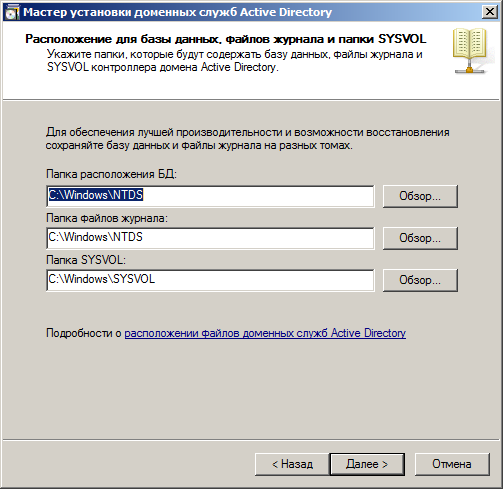 Мастер установки доменных служб Active Directory
Расположение для базы данных, файлов журнала и папки SYSVOL
Укажите папки, которые будут содержать базу данных, файлы журнала и
SYSVOL контроллера домена Active Directory.
Для обеспечения лучшей производительности и возможности восстановления
сохраняйте базу данных и файлы журнала на разных томах.
Папка расположения БД:
C:\Windows\NTDS
Обзор...
Папка файлов журнала:
C:\Windows\NTDS
Обзор...
Папка SYSVOL:
C:\Windows\SYSVOL
Обзор...
Подробности о расположении файлов доменных служб Active Directory
< Назад Далее > Отмена